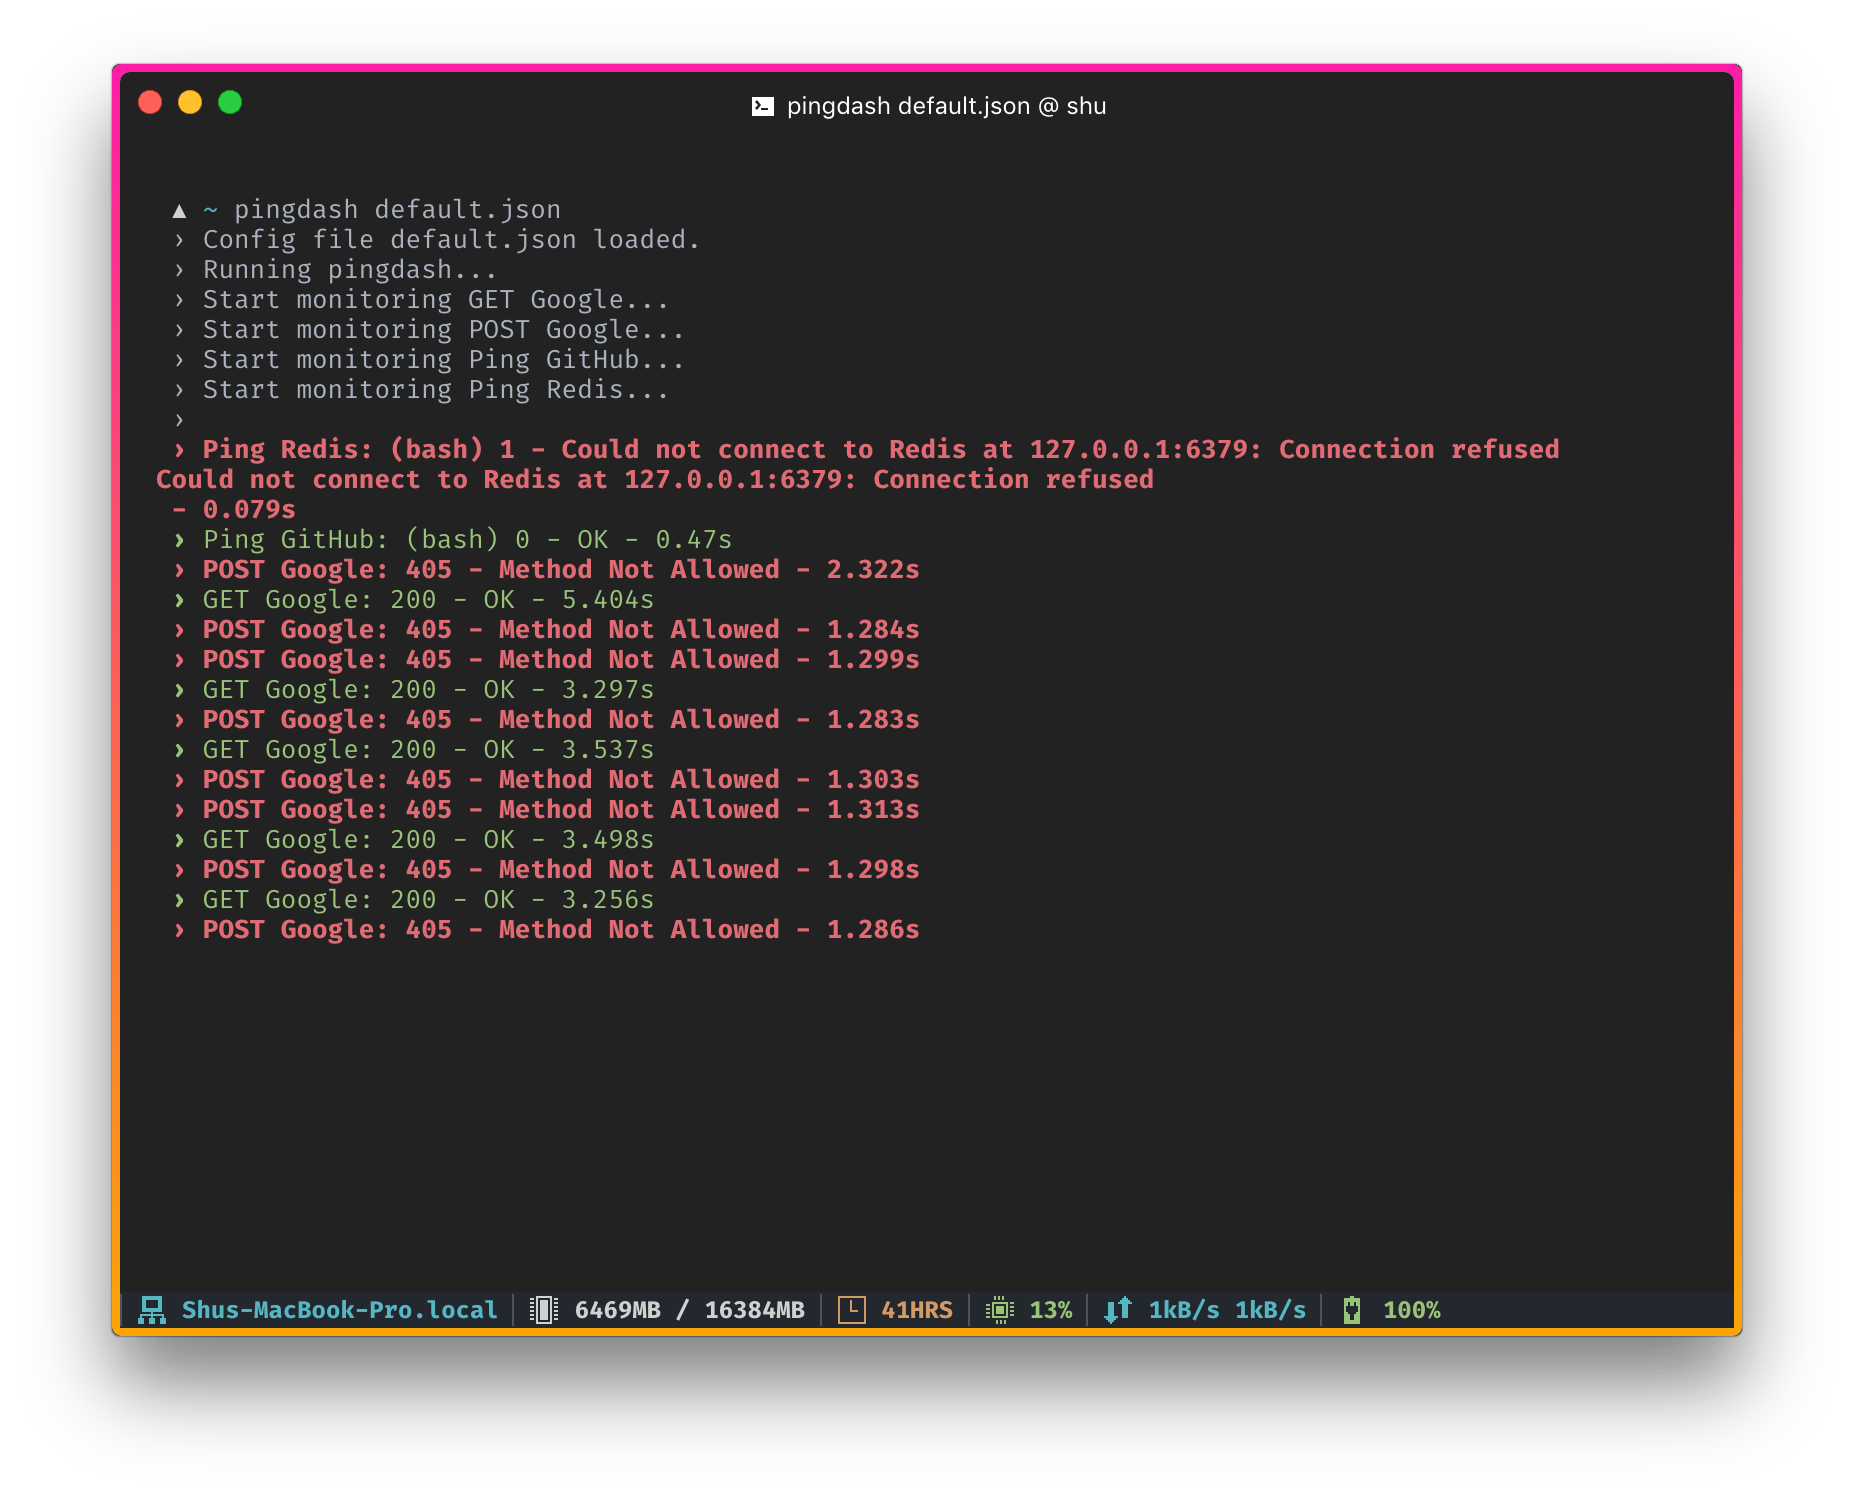 pingdash default.json @ shu
▲ ~ pingdash default.json
› Config file default.json loaded.
› Running pingdash...
› Start monitoring GET Google...
› Start monitoring POST Google...
› Start monitoring Ping GitHub...
› Start monitoring Ping Redis...
›
› Ping Redis: (bash) 1 - Could not connect to Redis at 127.0.0.1:6379: Connection refused
Could not connect to Redis at 127.0.0.1:6379: Connection refused
- 0.079s
› Ping GitHub: (bash) 0 - OK - 0.47s
› POST Google: 405 - Method Not Allowed - 2.322s
› GET Google: 200 - OK - 5.404s
› POST Google: 405 - Method Not Allowed - 1.284s
› POST Google: 405 - Method Not Allowed - 1.299s
› GET Google: 200 - OK - 3.297s
› POST Google: 405 - Method Not Allowed - 1.283s
› GET Google: 200 - OK - 3.537s
› POST Google: 405 - Method Not Allowed - 1.303s
› POST Google: 405 - Method Not Allowed - 1.313s
› GET Google: 200 - OK - 3.498s
› POST Google: 405 - Method Not Allowed - 1.298s
› GET Google: 200 - OK - 3.256s
› POST Google: 405 - Method Not Allowed - 1.286s
Shus-MacBook-Pro.local | 6469MB / 16384MB | 41HRS | 13% | 1kB/s 1kB/s | 100%